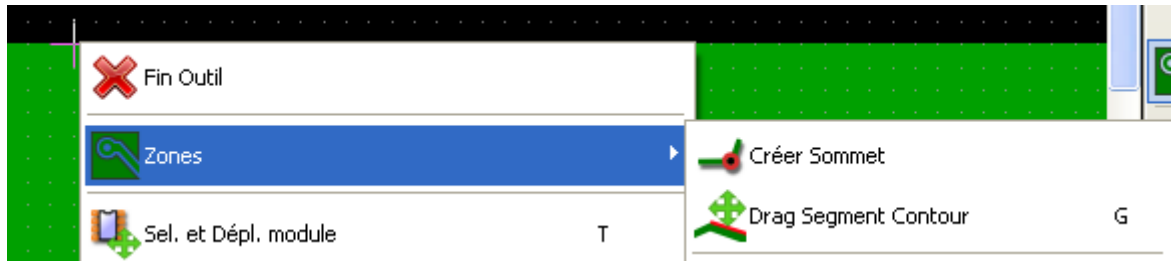 Fin Outil
Zones
Sel. et Dépl. module T
Créer Sommet
Drag Segment Contour G